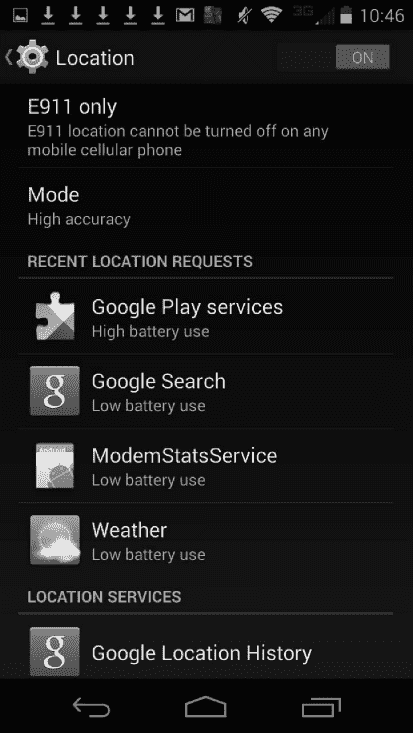 3G 10:46
Location ON
E911 only
E911 location cannot be turned off on any
mobile cellular phone
Mode
High accuracy
RECENT LOCATION REQUESTS
Google Play services
High battery use
g Google Search
Low battery use
Android
ModemStatsService
Low battery use
Weather
Low battery use
LOCATION SERVICES
g Google Location History